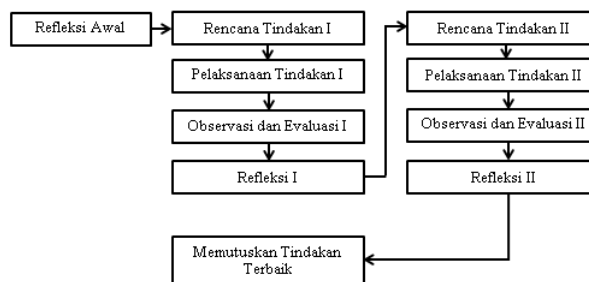 Refleksi Awal
Rencana Tindakan I
Pelaksanaan Tindakan I
Observasi dan Evaluasi I
Refleksi I
Rencana Tindakan II
Pelaksanaan Tindakan II
Observasi dan Evaluasi II
Refleksi II
Memutuskan Tindakan
Terbaik